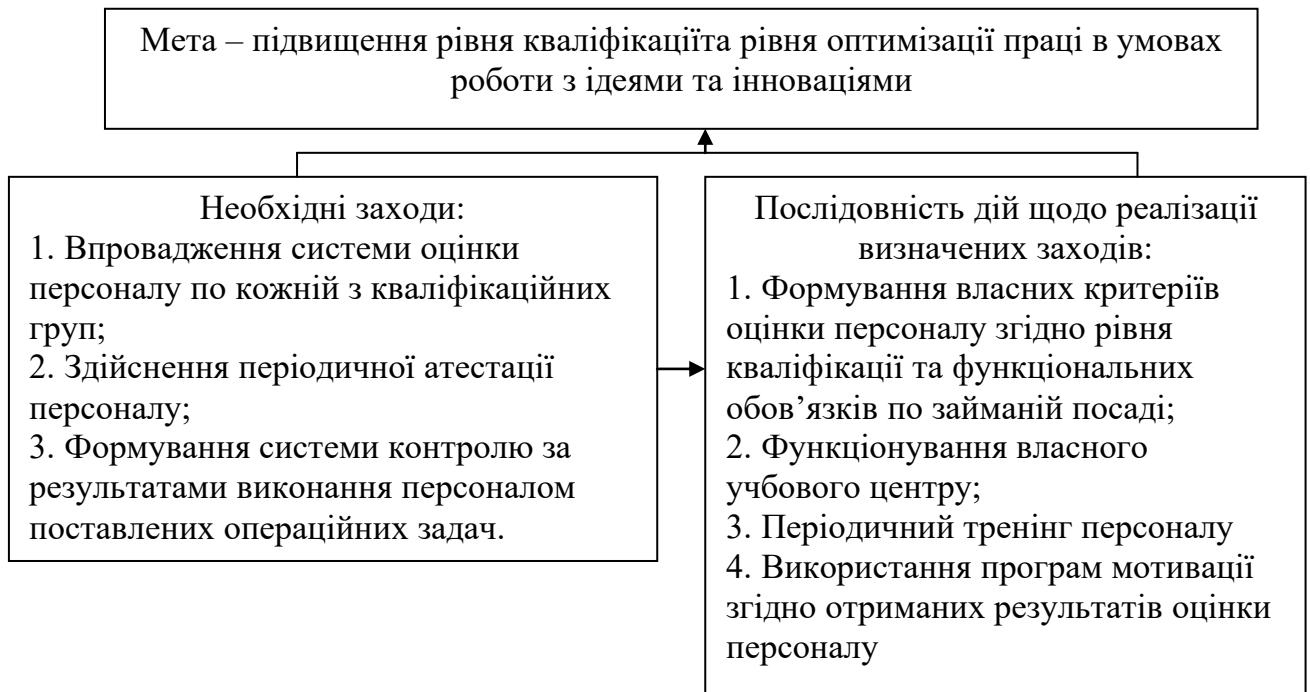 Мета – підвищення рівня кваліфікаціїта рівня оптимізації праці в умовах
роботи з ідеями та інноваціями
Необхідні заходи:
1. Впровадження системи оцінки
персоналу по кожній з кваліфікаційних
груп;
2. Здійснення періодичної атестації
персоналу;
3. Формування системи контролю за
результатами виконання персоналом
поставлених операційних задач.
Послідовність дій щодо реалізації
визначених заходів:
1. Формування власних критеріїв
оцінки персоналу згідно рівня
кваліфікації та функціональних
обов’язків по займаній посаді;
2. Функціонування власного
учбового центру;
3. Періодичний тренінг персоналу
4. Використання програм мотивації
згідно отриманих результатів оцінки
персоналу